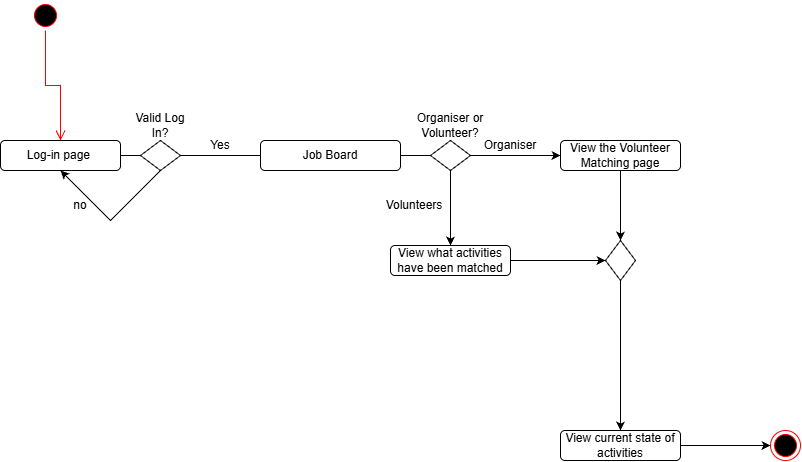 Valid Log
In?
Organiser or
Volunteer?
Log-in page
Yes
Job Board
Organiser
View the Volunteer
Matching page
no
Volunteers
View what activities
have been matched
View current state of
activities